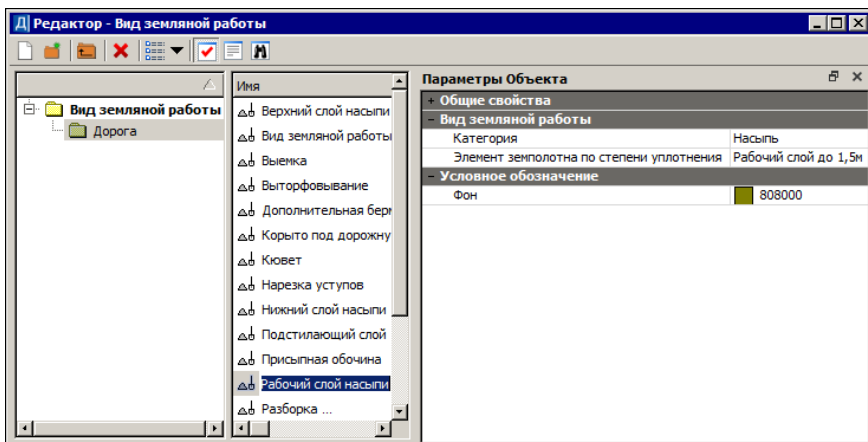 Редактор - Вид земляной работы
Имя
Параметры Объекта
Вид земляной работы
Дорога
Верхний слой насыпи
Вид земляной работы
Выемка
Выторфовывание
Дополнительная
Корыто под дорожну
Кювет
Нарезка уступов
Нижний слой насыпи
Подстилающий слой
Присыпная обочина
Рабочий слой насыпи
Разборка ...
+ Общие свойства
- Вид земляной работы
Категория Насыпь
Элемент земполотна по степени уплотнения Рабочий слой до 1,5м
- Условное обозначение
Фон 808000